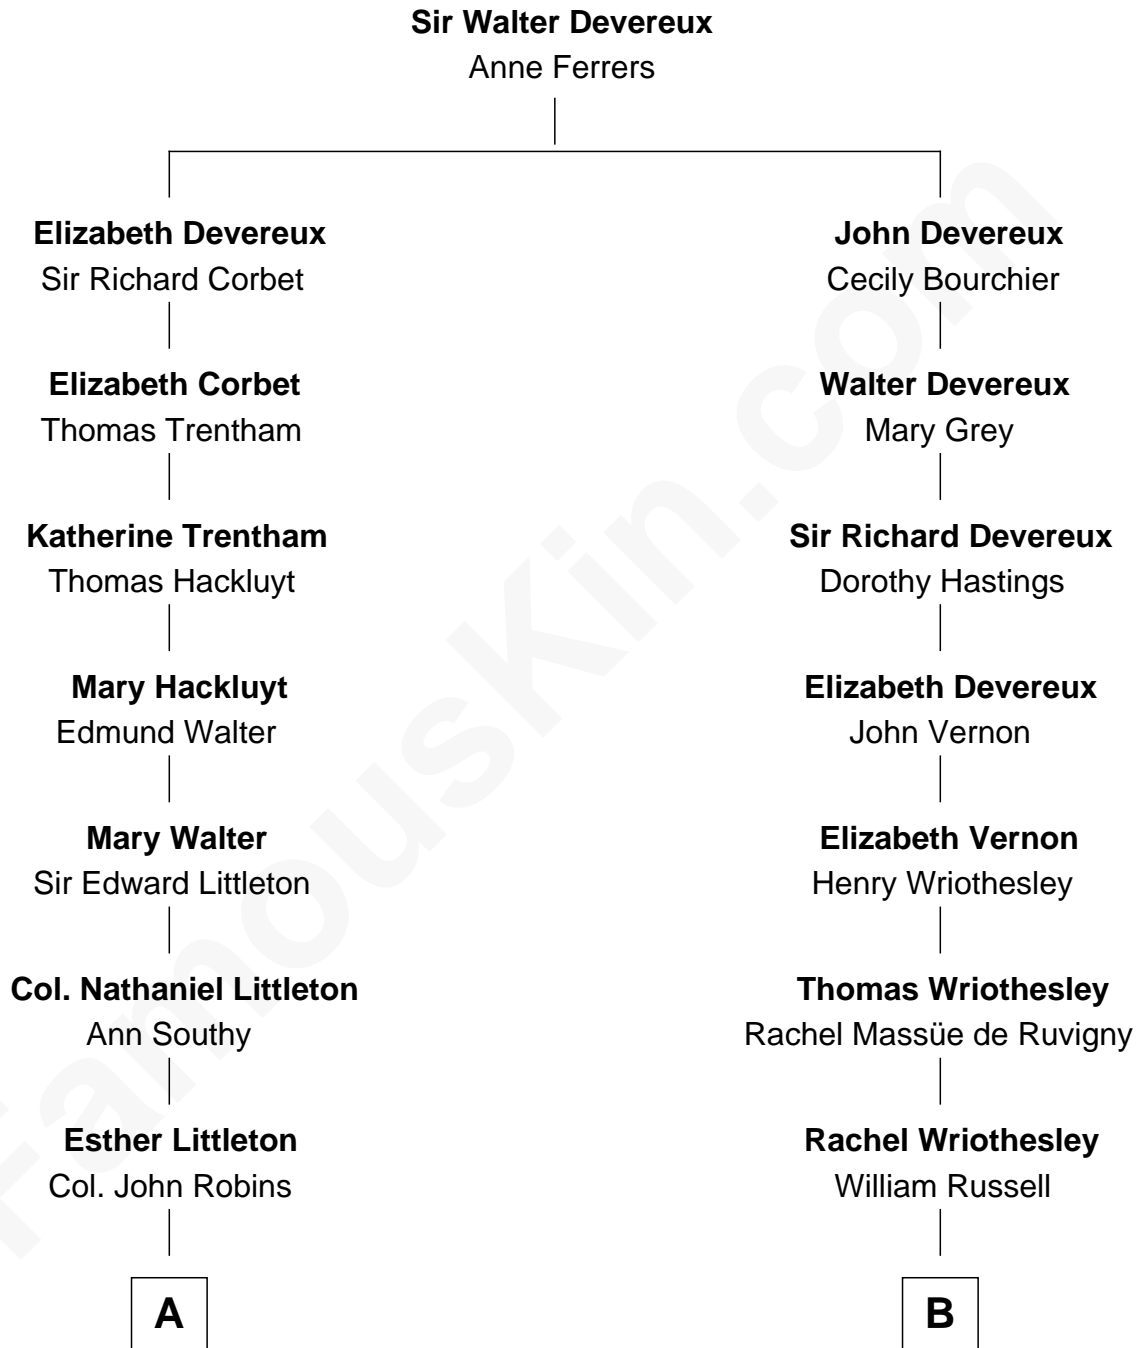 Sir Walter Devereux
Anne Ferrers
Elizabeth Devereux
Sir Richard Corbet
John Devereux
Cecily Bourchier
Elizabeth Corbet
Thomas Trentham
Walter Devereux
Mary Grey
Katherine Trentham
Thomas Hackluyt
Sir Richard Devereux
Dorothy Hastings
Mary Hackluyt
Edmund Walter
Elizabeth Devereux
John Vernon
Mary Walter
Sir Edward Littleton
Elizabeth Vernon
Henry Wriothesley
Col. Nathaniel Littleton
Ann Southy
Thomas Wriothesley
Rachel Massüe de Ruvigny
Esther Littleton
Col. John Robins
Rachel Wriothesley
William Russell
A
B
FamousKin.com